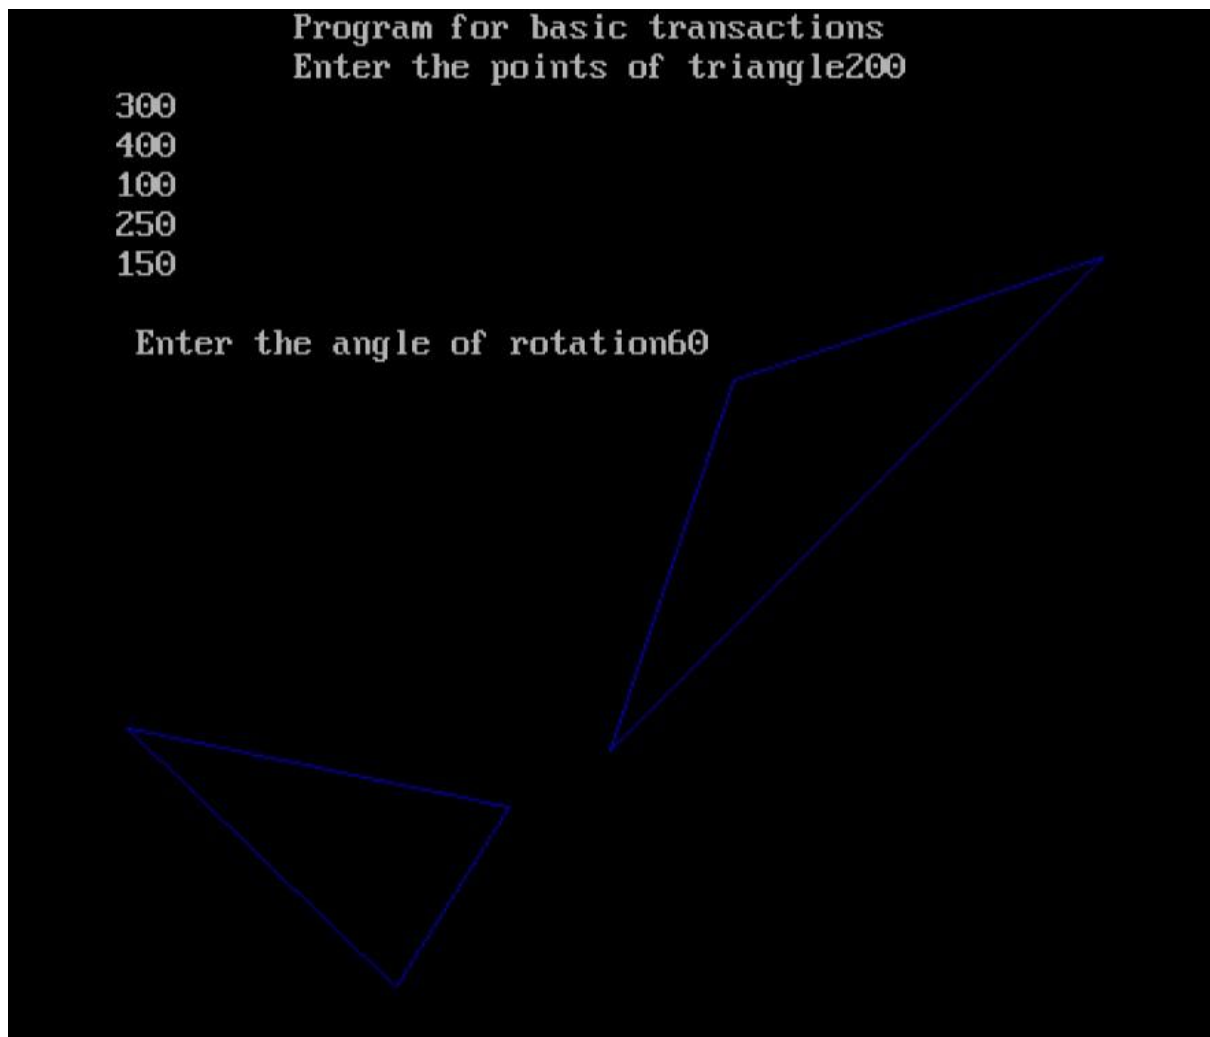 Program for basic transactions
Enter the points of triangle200
300
400
100
250
150
Enter the angle of rotation60